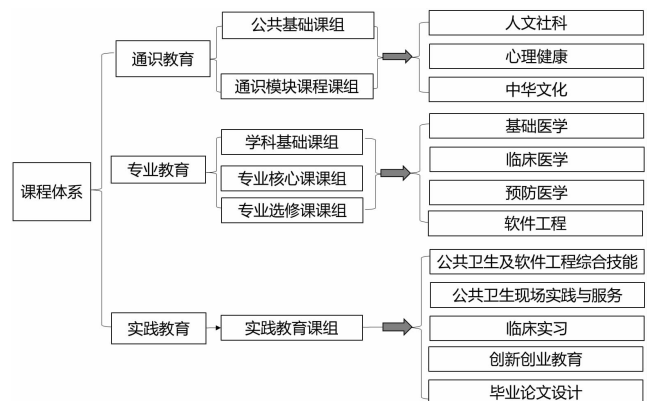 课程体系
通识教育
公共基础课组
通识模块课程课组
人文社科
心理健康
中华文化
专业教育
学科基础课组
专业核心课课组
专业选修课课组
基础医学
临床医学
预防医学
软件工程
实践教育
实践教育课组
公共卫生及软件工程综合技能
公共卫生现场实践与服务
临床实习
创新创业教育
毕业论文设计